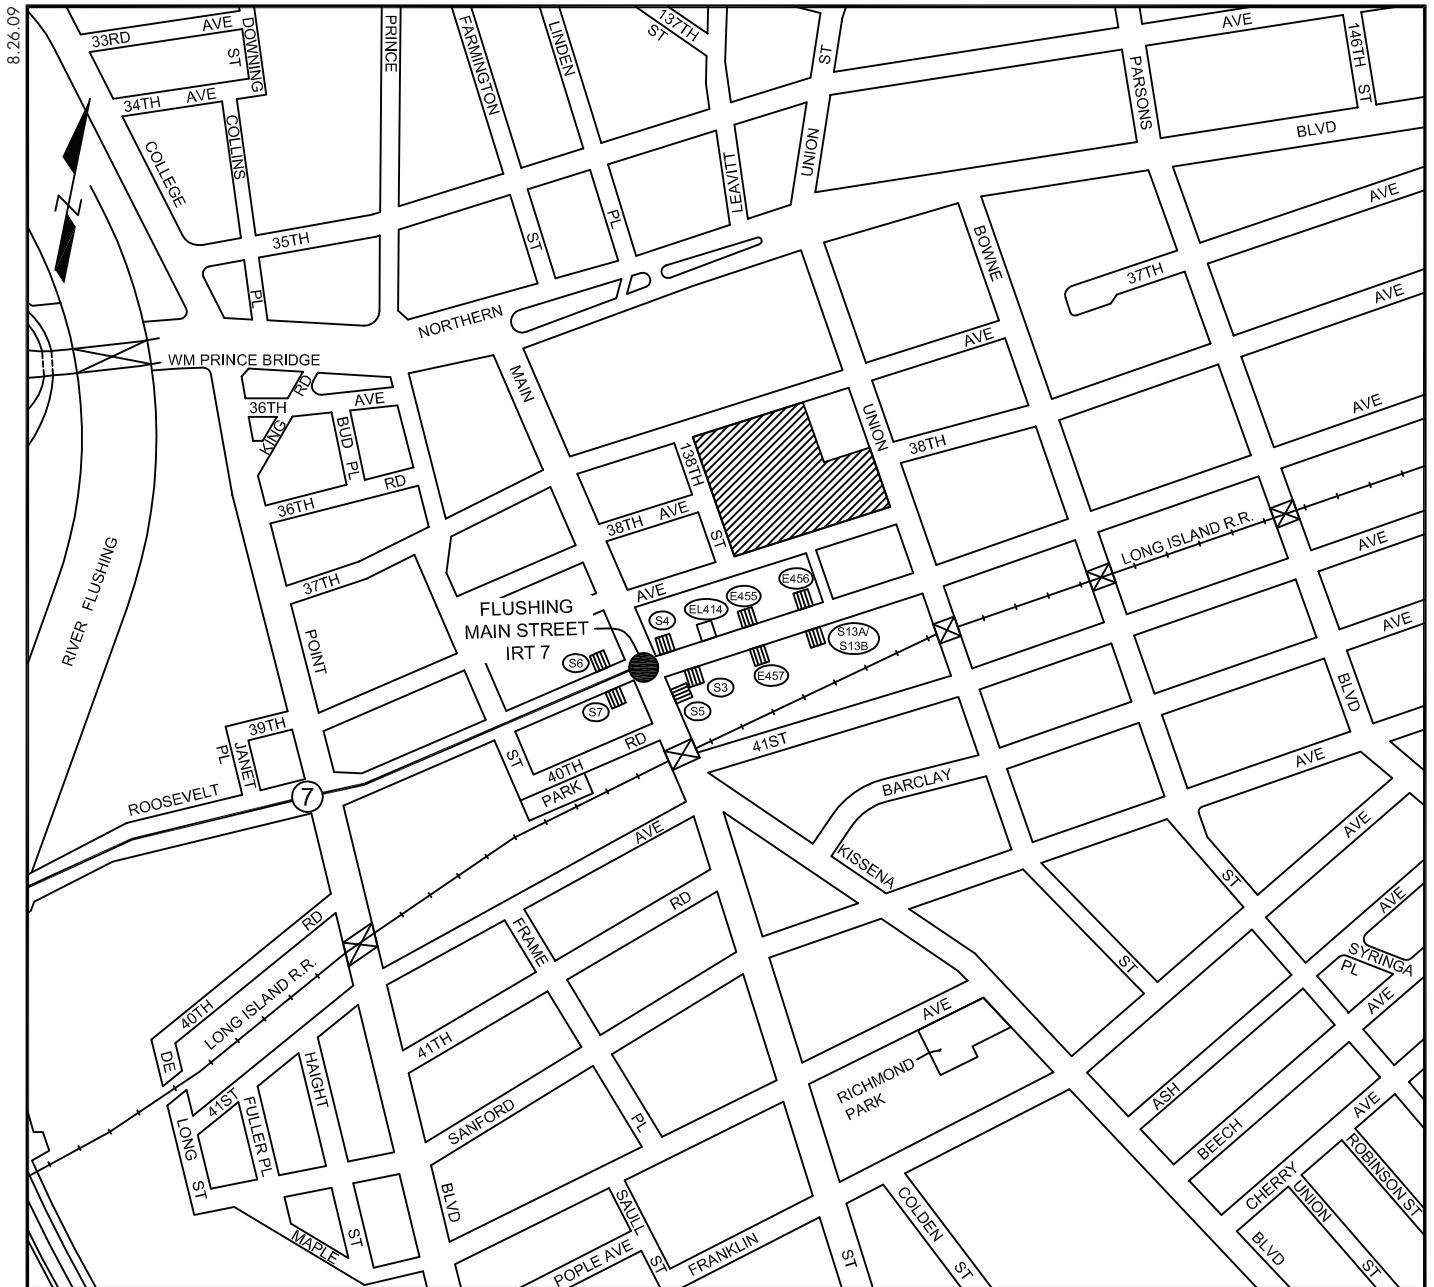 8.26.09
33RD AVE
DOWNING ST
PRINCE
FARMINGTON
LINDEN
137TH ST
ST
AVE
146TH ST
PARSONS
34TH AVE
COLLINS
COLLEGE
LEAVITT
UNION
BLVD
AVE
35TH
ST
PL
BOWNE
37TH
PL
NORTHERN
AVE
AVE
WM PRINCE BRIDGE
RD
36TH AVE
KING
BUD PL
MAIN
UNION
AVE
138TH
38TH
36TH RD
38TH AVE
ST
LONG ISLAND R.R.
AVE
RIVER FLUSHING
37TH
AVE
E456
E455
EL414
S4
FLUSHING
MAIN STREET
IRT 7
S13A/
S13B
AVE
POINT
S6
E457
S3
S5
S7
BLVD
39TH
PL
JANET
ST
RD
40TH
41ST
PARK
AVE
ROOSEVELT
7
BARCLAY
AVE
AVE
KISSENA
ST
RD
FRAME
AVE
RD
ST
SYRINGA
PL
LONG ISLAND R.R.
40TH
AVE
AVE
41TH
DE
HAIGHT
RICHMOND
PARK
ASH
41ST
FULLER PL
SANFORD
PL
BEECH
AVE
LONG
ST
ROBINSON ST
CHERRY
UNION
BLVD
SAULL
COLDEN
MAPLE
ST
POPLE AVE
ST
FRANKLIN
ST
ST
BLVD
ST
Z